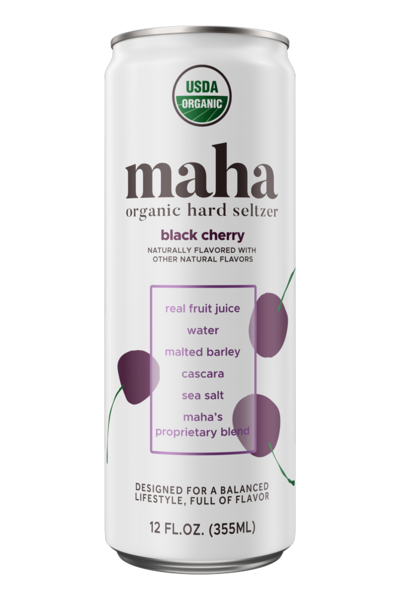 USDA
ORGANIC
maha
organic hard seltzer
black cherry
NATURALLY FLAVORED WITH
OTHER NATURAL FLAVORS
real fruit juice
water
malted barley
cascara
sea salt
maha's
proprietary blend
DESIGNED FOR A BALANCED
LIFESTYLE, FULL OF FLAVOR
12 FL.OZ. (355ML)